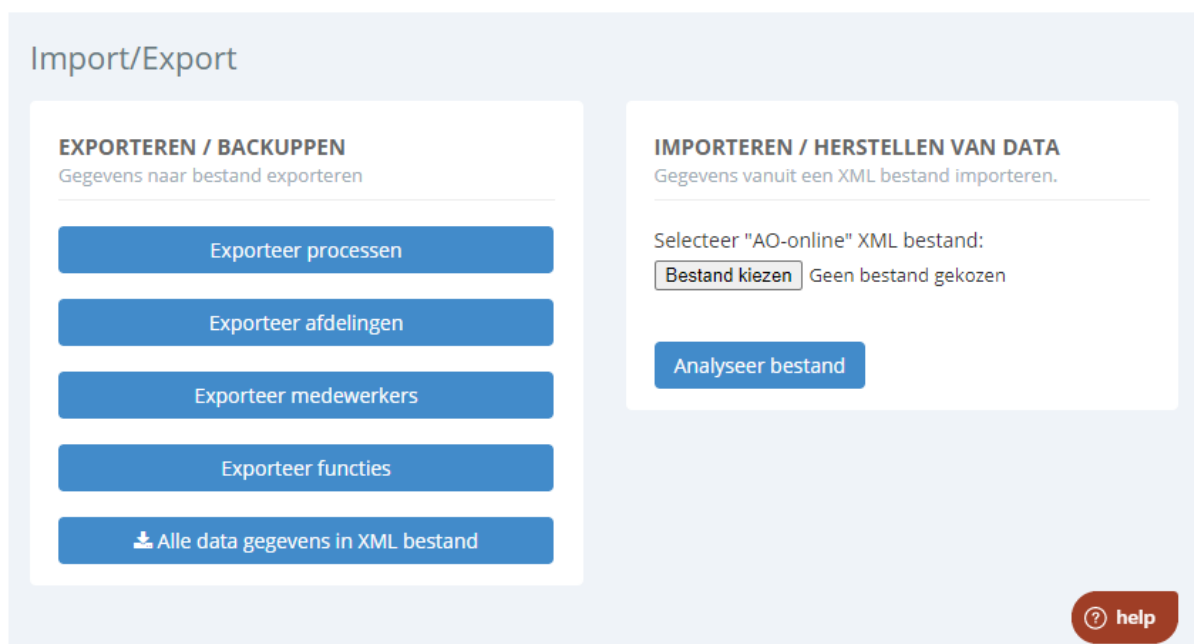 Import/Export
EXPORTEREN / BACKUPPEN
Gegevens naar bestand exporteren
Exporteer processen
Exporteer afdelingen
Exporteer medewerkers
Exporteer functies
Alle data gegevens in XML bestand
IMPORTEREN / HERSTELLEN VAN DATA
Gegevens vanuit een XML bestand importeren.
Selecteer "AO-online" XML bestand:
Bestand kiezen Geen bestand gekozen
Analyseer bestand
help